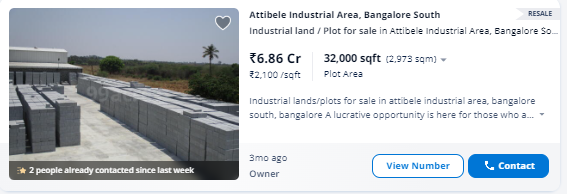 Attibele Industrial Area, Bangalore South
RESALE
Industrial land / Plot for sale in Attibele Industrial Area, Bangalore So...
₹6.86 Cr
₹2,100 /sqft
32,000 sqft (2,973 sqm)
Plot Area
Industrial lands/plots for sale in attibele industrial area, bangalore
south, bangalore A lucrative opportunity is here for those who a...
2 people already contacted since last week
3mo ago
Owner
View Number
Contact